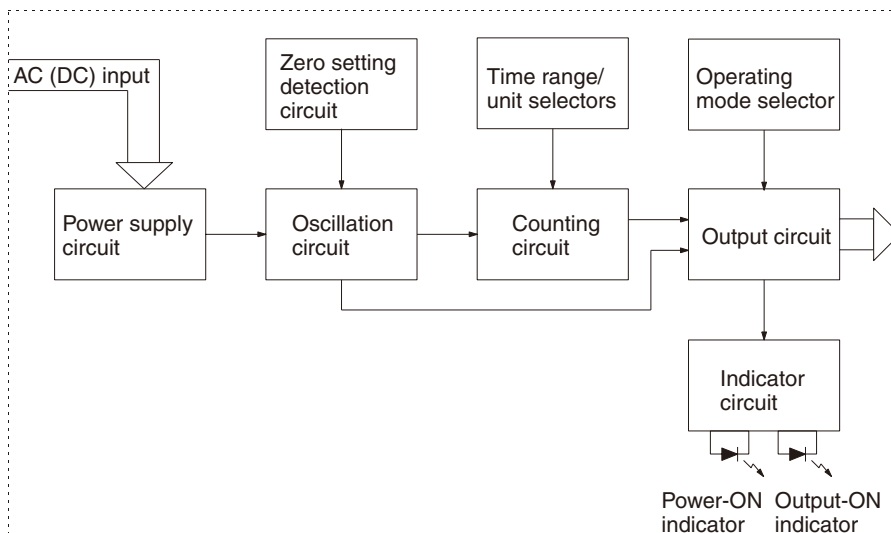 AC (DC) input
Zero setting
detection
circuit
Time range/
unit selectors
Operating
mode selector
Power supply
circuit
Oscillation
circuit
Counting
circuit
Output circuit
Indicator
circuit
Power-ON
indicator
Output-ON
indicator